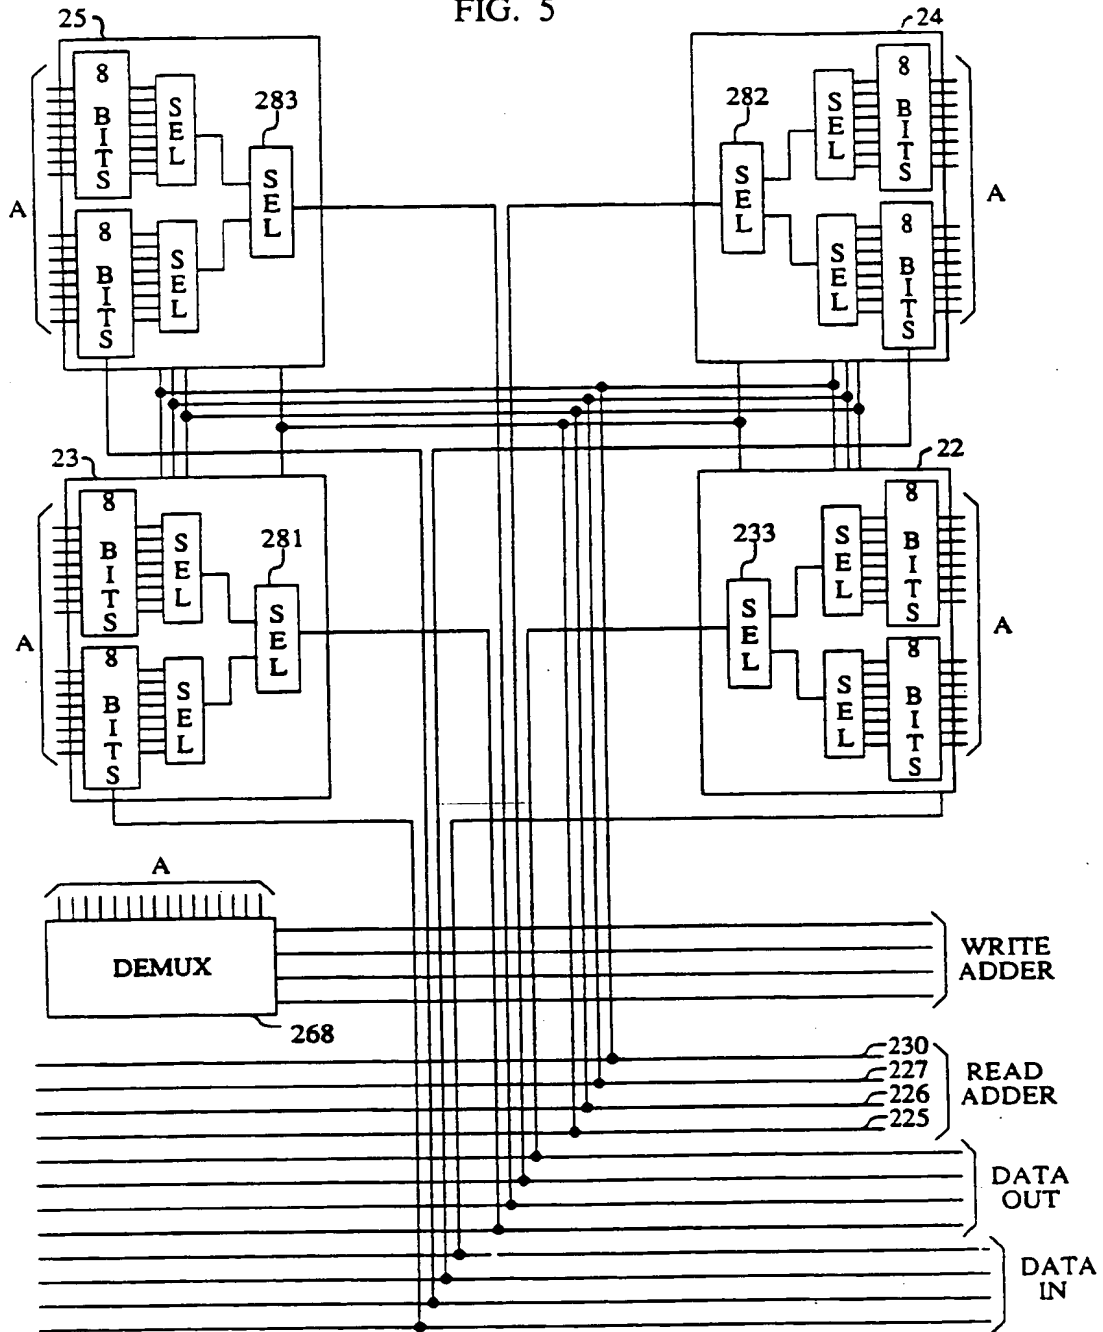 FIG. 5
25
24
8 BITS
SEL
283
SEL
282
SEL
SEL
8 BITS
A
A
8 BITS
SEL
SEL
8 BITS
23
22
8 BITS
SEL
281
SEL
233
SEL
SEL
8 BITS
A
A
8 BITS
SEL
SEL
8 BITS
A
DEMUX
268
WRITE
ADDER
230
227
226
225
READ
ADDER
DATA
OUT
DATA
IN